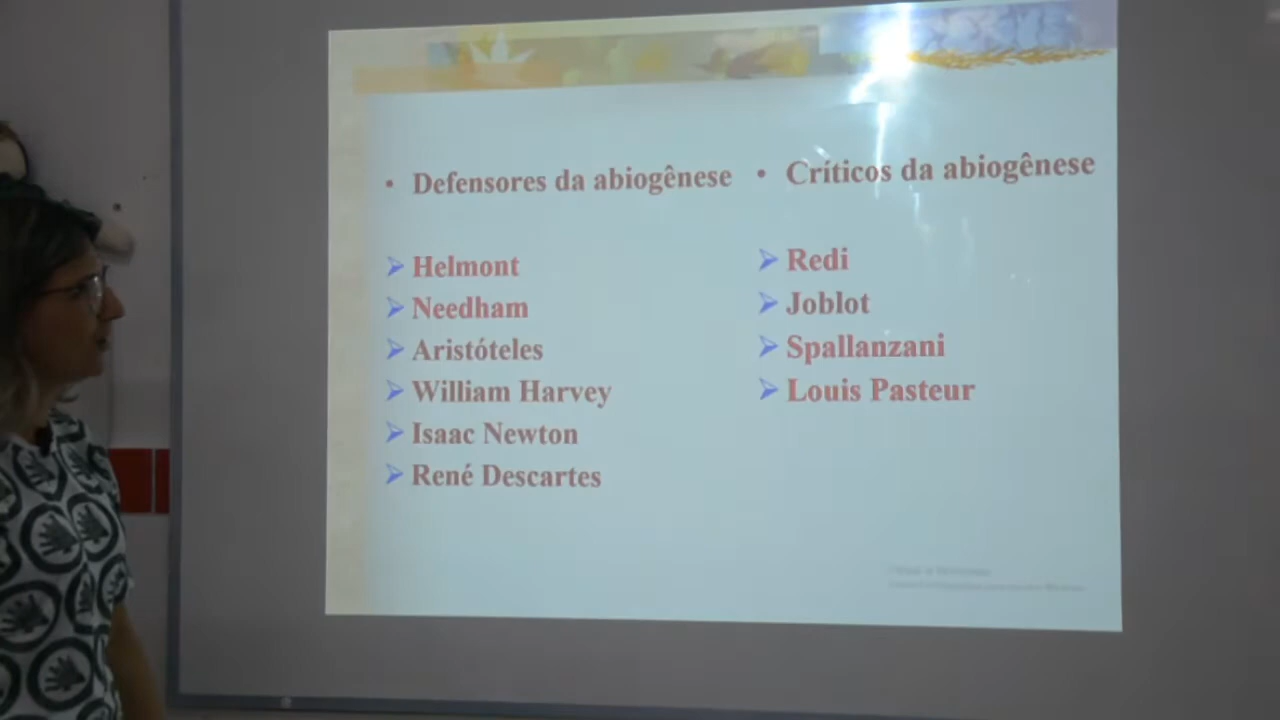 • Defensores da abiogênese
➢ Helmont
➢ Needham
➢ Aristóteles
➢ William Harvey
➢ Isaac Newton
➢ René Descartes
• Críticos da abiogênese
➢ Redi
➢ Joblot
➢ Spallanzani
➢ Louis Pasteur